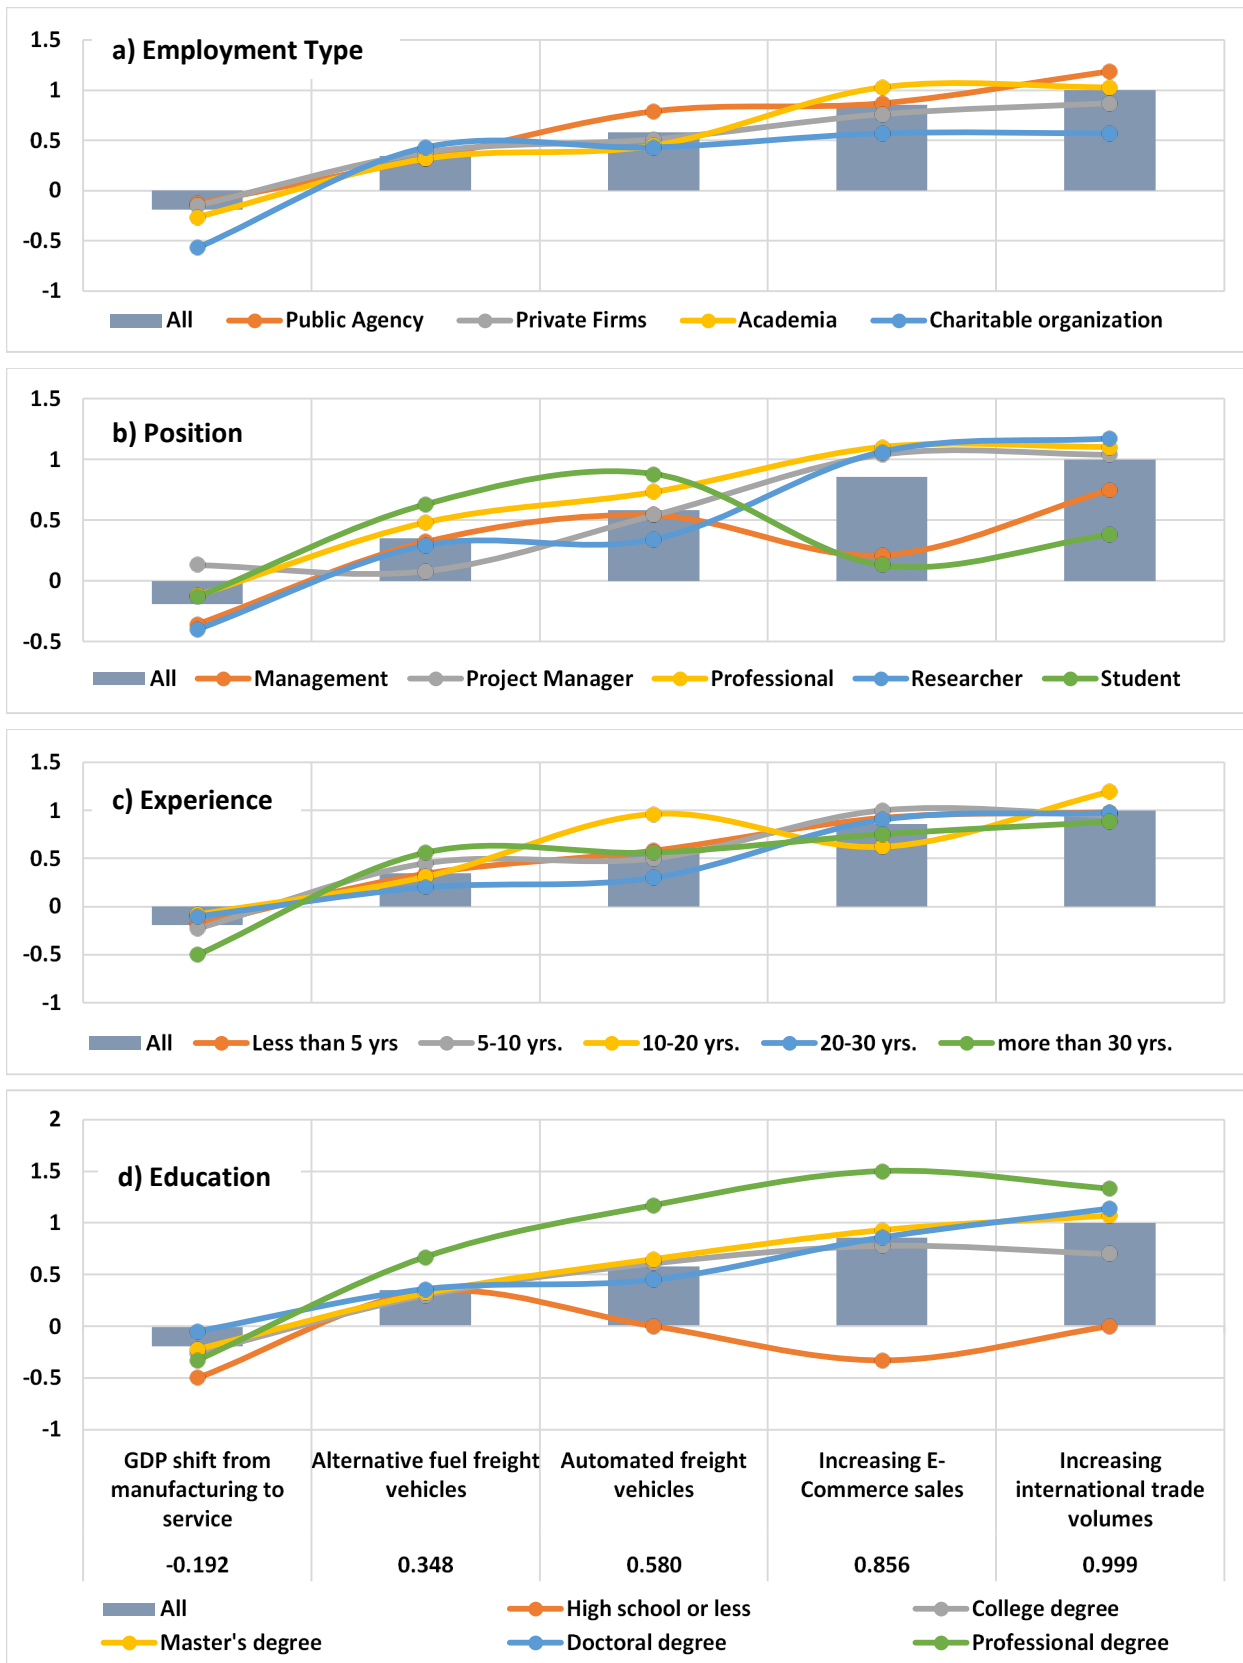 a) Employment Type
1.5
1
0.5
0
-0.5
-1
All Public Agency Private Firms Academia Charitable organization
b) Position
1.5
1
0.5
0
-0.5
All Management Project Manager Professional Researcher Student
c) Experience
1.5
1
0.5
0
-0.5
-1
All Less than 5 yrs 5-10 yrs. 10-20 yrs. 20-30 yrs. more than 30 yrs.
d) Education
2
1.5
1
0.5
0
-0.5
-1
GDP shift from
manufacturing to
service
Alternative fuel freight
vehicles
Automated freight
vehicles
Increasing E-
Commerce sales
Increasing
international trade
volumes
-0.192 0.348 0.580 0.856 0.999
All High school or less College degree
Master's degree Doctoral degree Professional degree